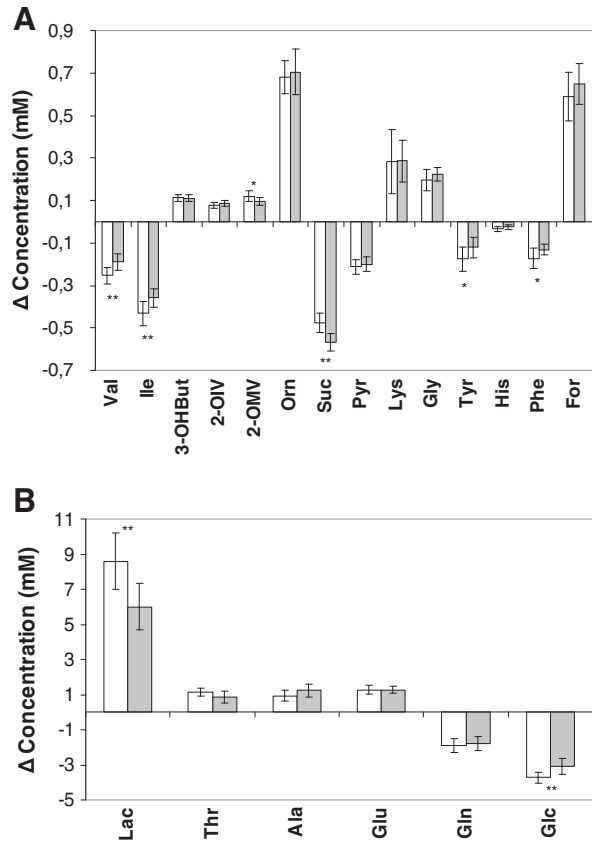 A
Δ Concentration (mM)
0,9
0,7
0,5
0,3
0,1
-0,1
-0,3
-0,5
-0,7
**
**
*
**
*
*
Val
Ile
3-OHBut
2-OIV
2-OMV
Orn
Suc
Pyr
Lys
Gly
Tyr
His
Phe
For
B
Δ Concentration (mM)
11
9
7
5
3
1
-1
-3
-5
**
**
Lac
Thr
Ala
Glu
Gln
Glc